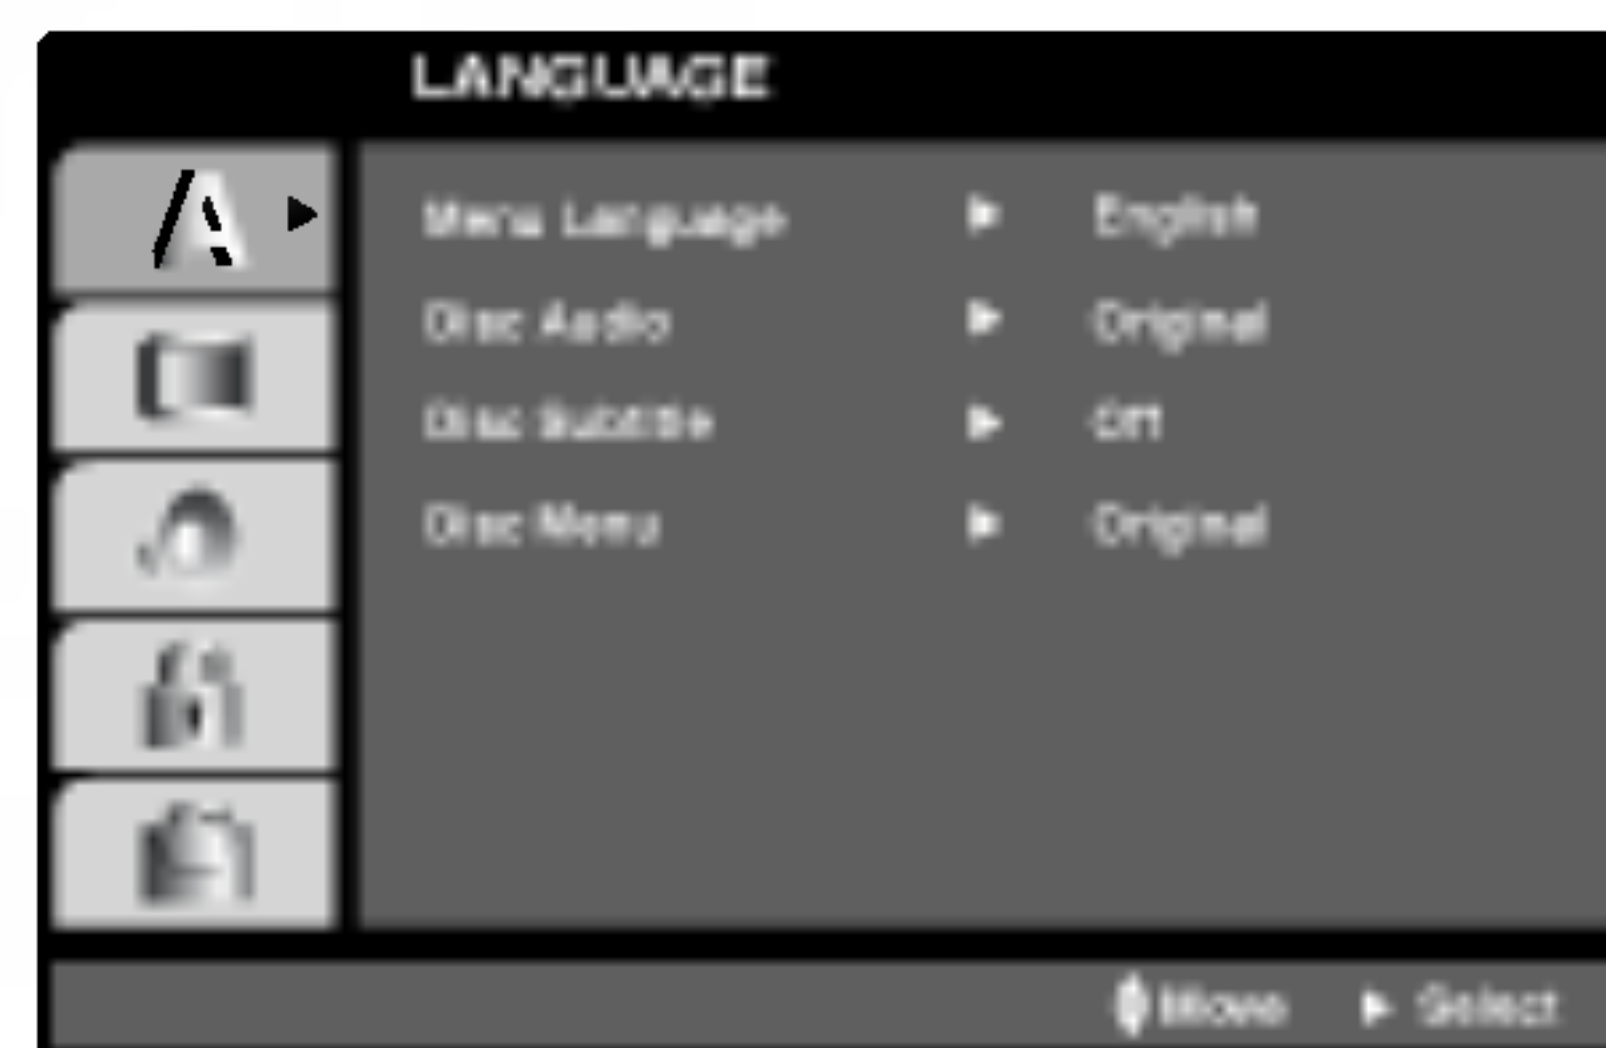 LANGUAGE
Menu Language ► English
Disc Audio ► Original
Disc Subtitle ► Off
Disc Menu ► Original
Move ► Select